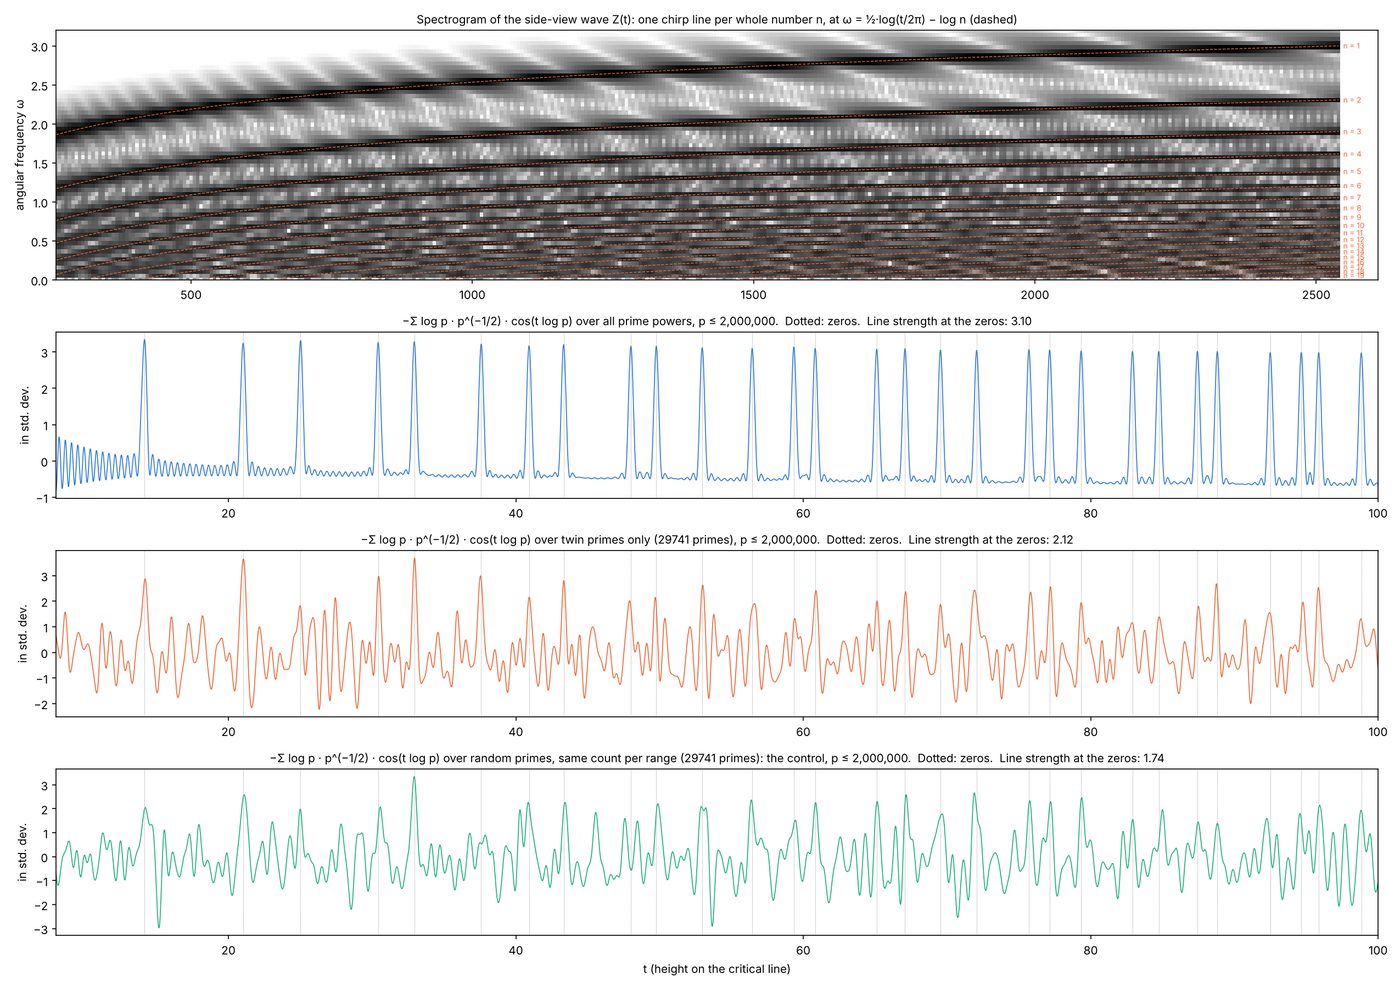 Spectrogram of the side-view wave Z(t): one chirp line per whole number n, at ω = ½·log(t/2π) − log n (dashed)
angular frequency ω
3.0
2.5
2.0
1.5
1.0
0.5
0.0
n = 1
n = 2
n = 3
n = 4
n = 5
n = 6
n = 7
n = 8
n = 9
n = 10
n = 11
n = 12
500
1000
1500
2000
2500
−Σ log p · p^(−1/2) · cos(t log p) over all prime powers, p ≤ 2,000,000.  Dotted: zeros.  Line strength at the zeros: 3.10
in std. dev.
3
2
1
0
−1
20
40
60
80
100
−Σ log p · p^(−1/2) · cos(t log p) over twin primes only (29741 primes), p ≤ 2,000,000.  Dotted: zeros.  Line strength at the zeros: 2.12
in std. dev.
3
2
1
0
−1
−2
20
40
60
80
100
−Σ log p · p^(−1/2) · cos(t log p) over random primes, same count per range (29741 primes): the control, p ≤ 2,000,000.  Dotted: zeros.  Line strength at the zeros: 1.74
in std. dev.
3
2
1
0
−1
−2
−3
20
40
60
80
100
t (height on the critical line)